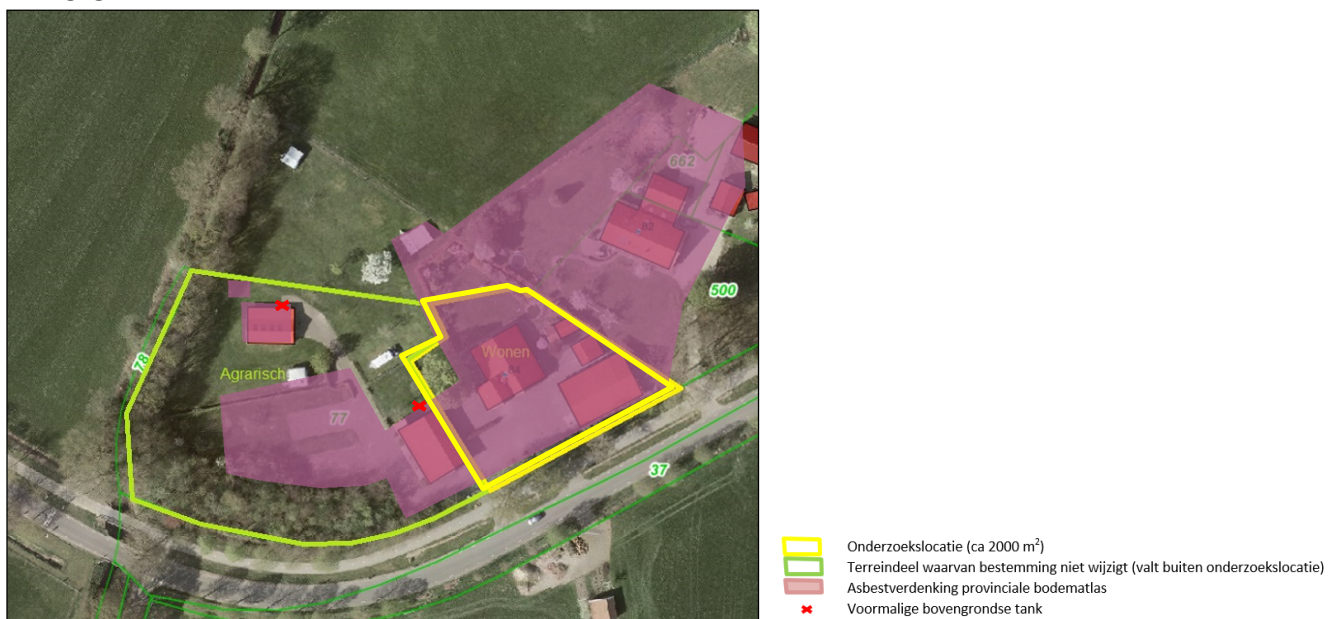 662
500
78
Wonen
Agrarisch
77
37
Onderzoekslocatie (ca 2000 m²)
Terreindeel waarvan bestemming niet wijzigt (valt buiten onderzoekslocatie)
Asbestverdenking provinciale bodematlas
Voormalige bovengrondse tank